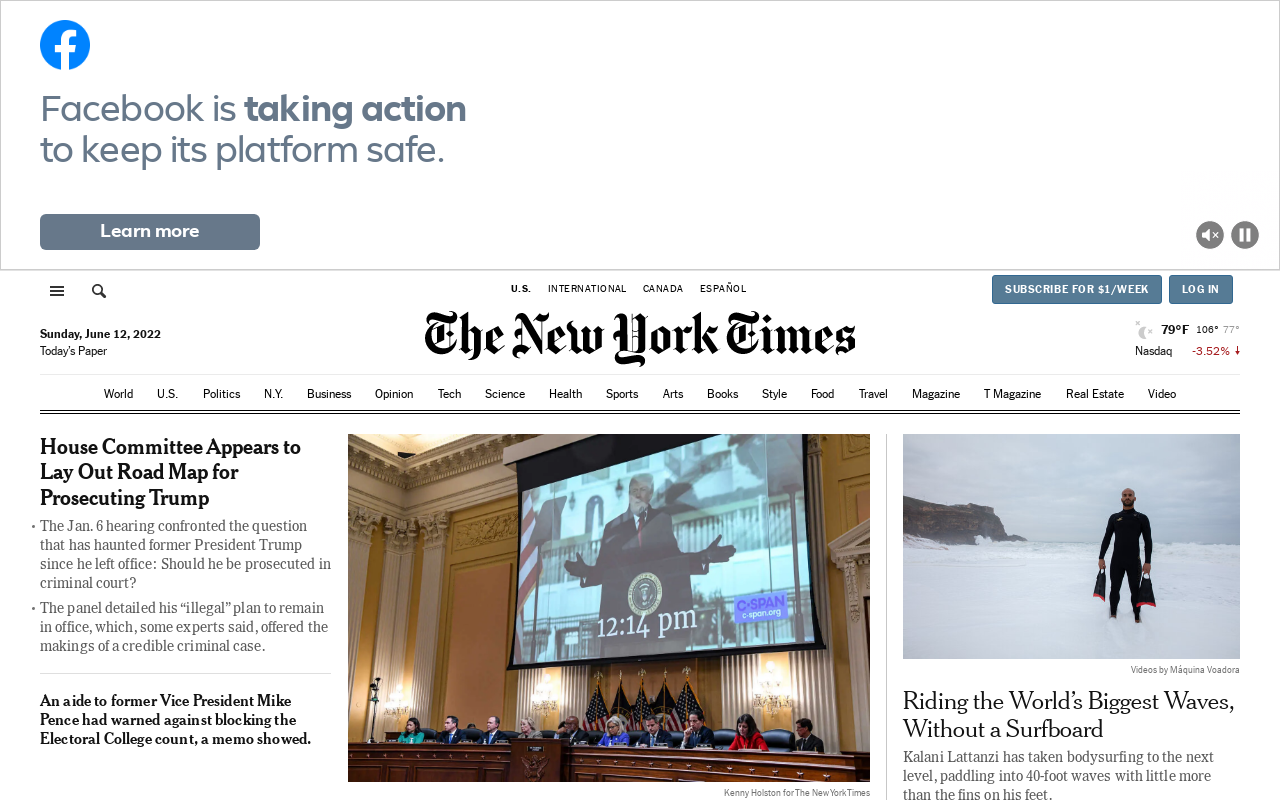 Facebook is taking action
to keep its platform safe.
Learn more
U.S. INTERNATIONAL CANADA ESPAÑOL
SUBSCRIBE FOR $1/WEEK LOG IN
The New York Times
Sunday, June 12, 2022
Today's Paper
79°F 106° 77°
Nasdaq -3.52%
World U.S. Politics N.Y. Business Opinion Tech Science Health Sports Arts Books Style Food Travel Magazine T Magazine Real Estate Video
House Committee Appears to
Lay Out Road Map for
Prosecuting Trump
The Jan. 6 hearing confronted the question
that has haunted former President Trump
since he left office: Should he be prosecuted in
criminal court?
The panel detailed his “illegal” plan to remain
in office, which, some experts said, offered the
makings of a credible criminal case.
An aide to former Vice President Mike
Pence had warned against blocking the
Electoral College count, a memo showed.
12:14 pm
C-SPAN
c-span.org
Kenny Holston for The New York Times
Videos by Máquina Voadora
Riding the World’s Biggest Waves,
Without a Surfboard
Kalani Lattanzi has taken bodysurfing to the next
level, paddling into 40-foot waves with little more
than the fins on his feet.